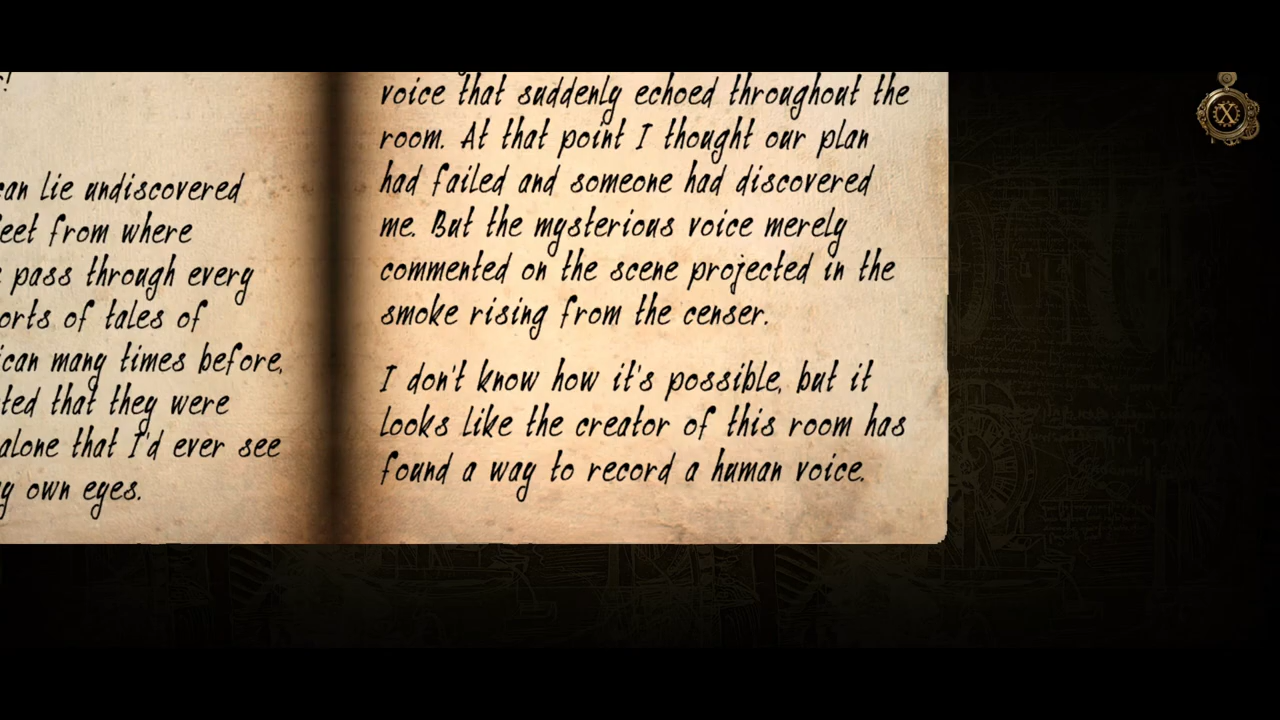 s!
can lie undiscovered
feet from where
pass through every
sorts of tales of
many times before,
that they were
alone that I'd ever see
own eyes.
voice that suddenly echoed throughout the
room. At that point I thought our plan
had failed and someone had discovered
me. But the mysterious voice merely
commented on the scene projected in the
smoke rising from the censer.
I don't know how it's possible, but it
looks like the creator of this room has
found a way to record a human voice.
X